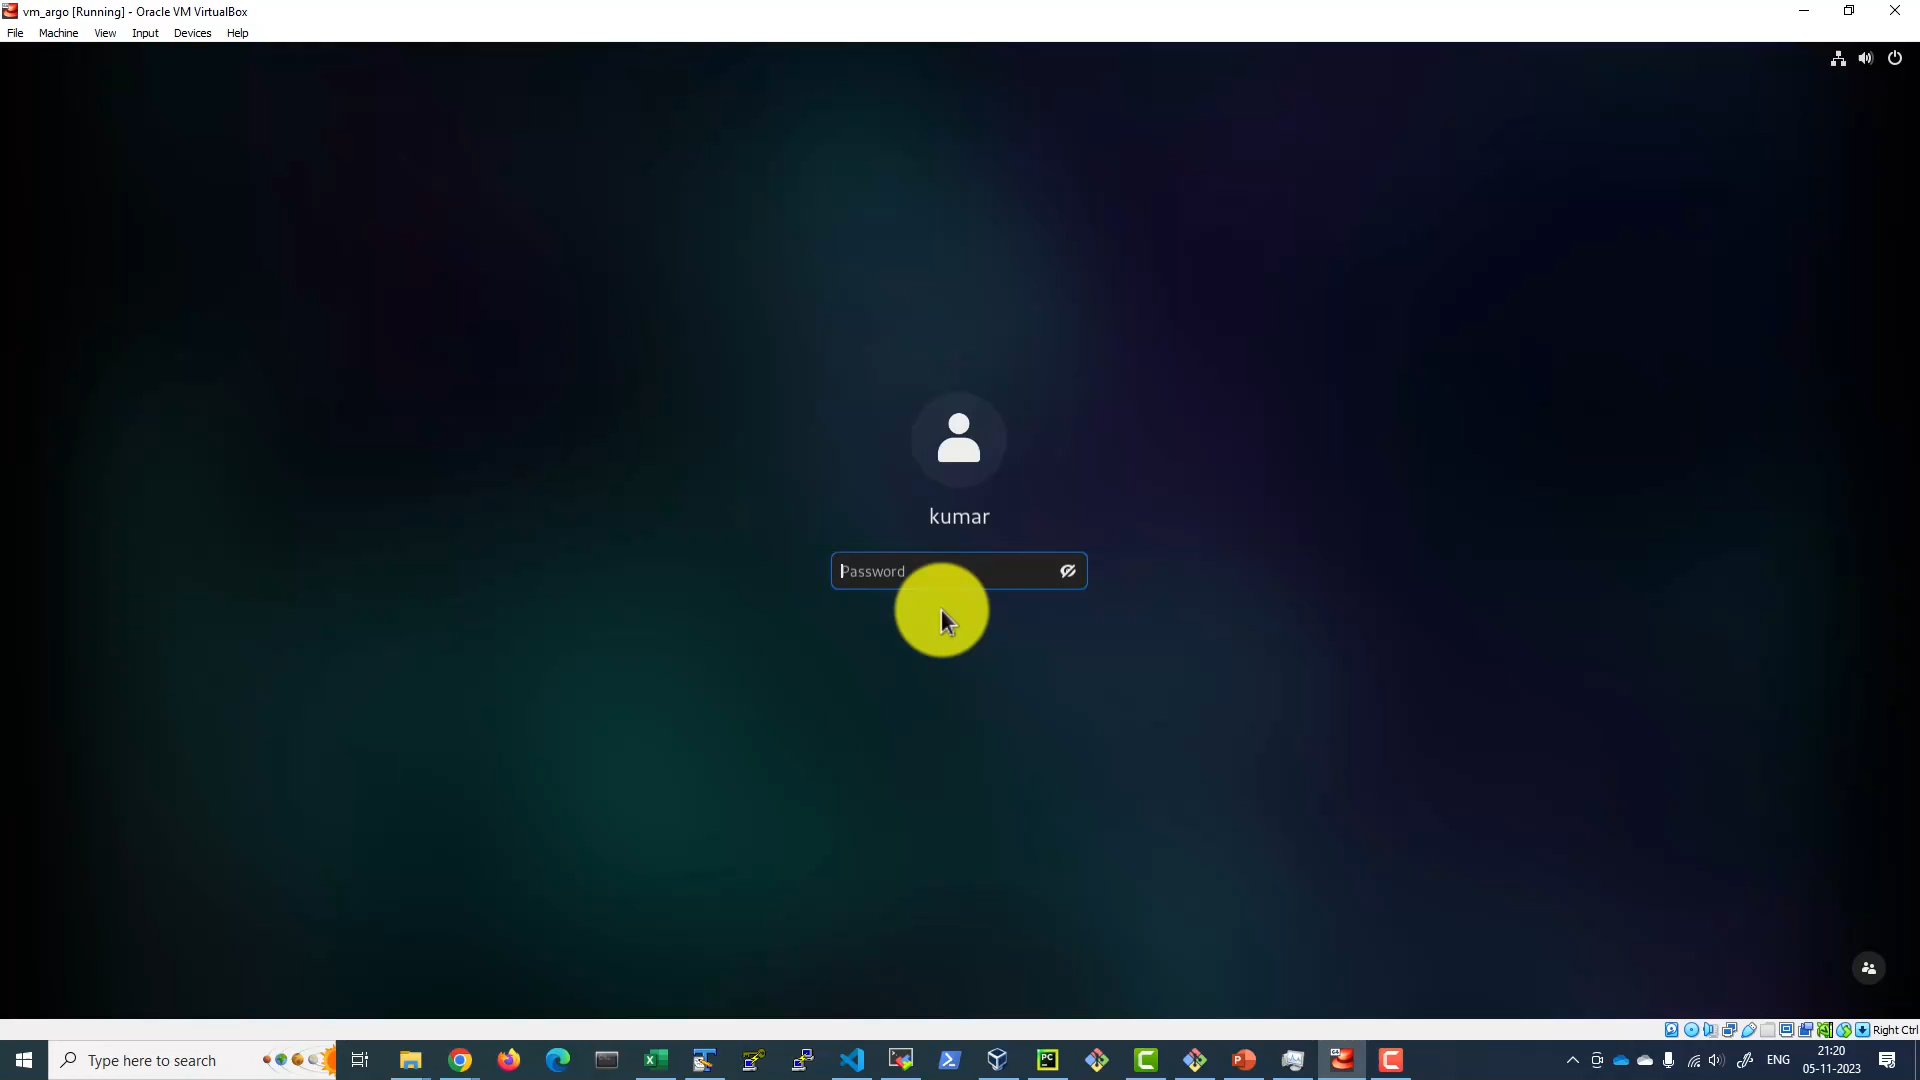 vm_argo [Running] - Oracle VM VirtualBox
File Machine View Input Devices Help
kumar
Password
Right Ctrl
Type here to search
PC
ENG
21:20
05-11-2023